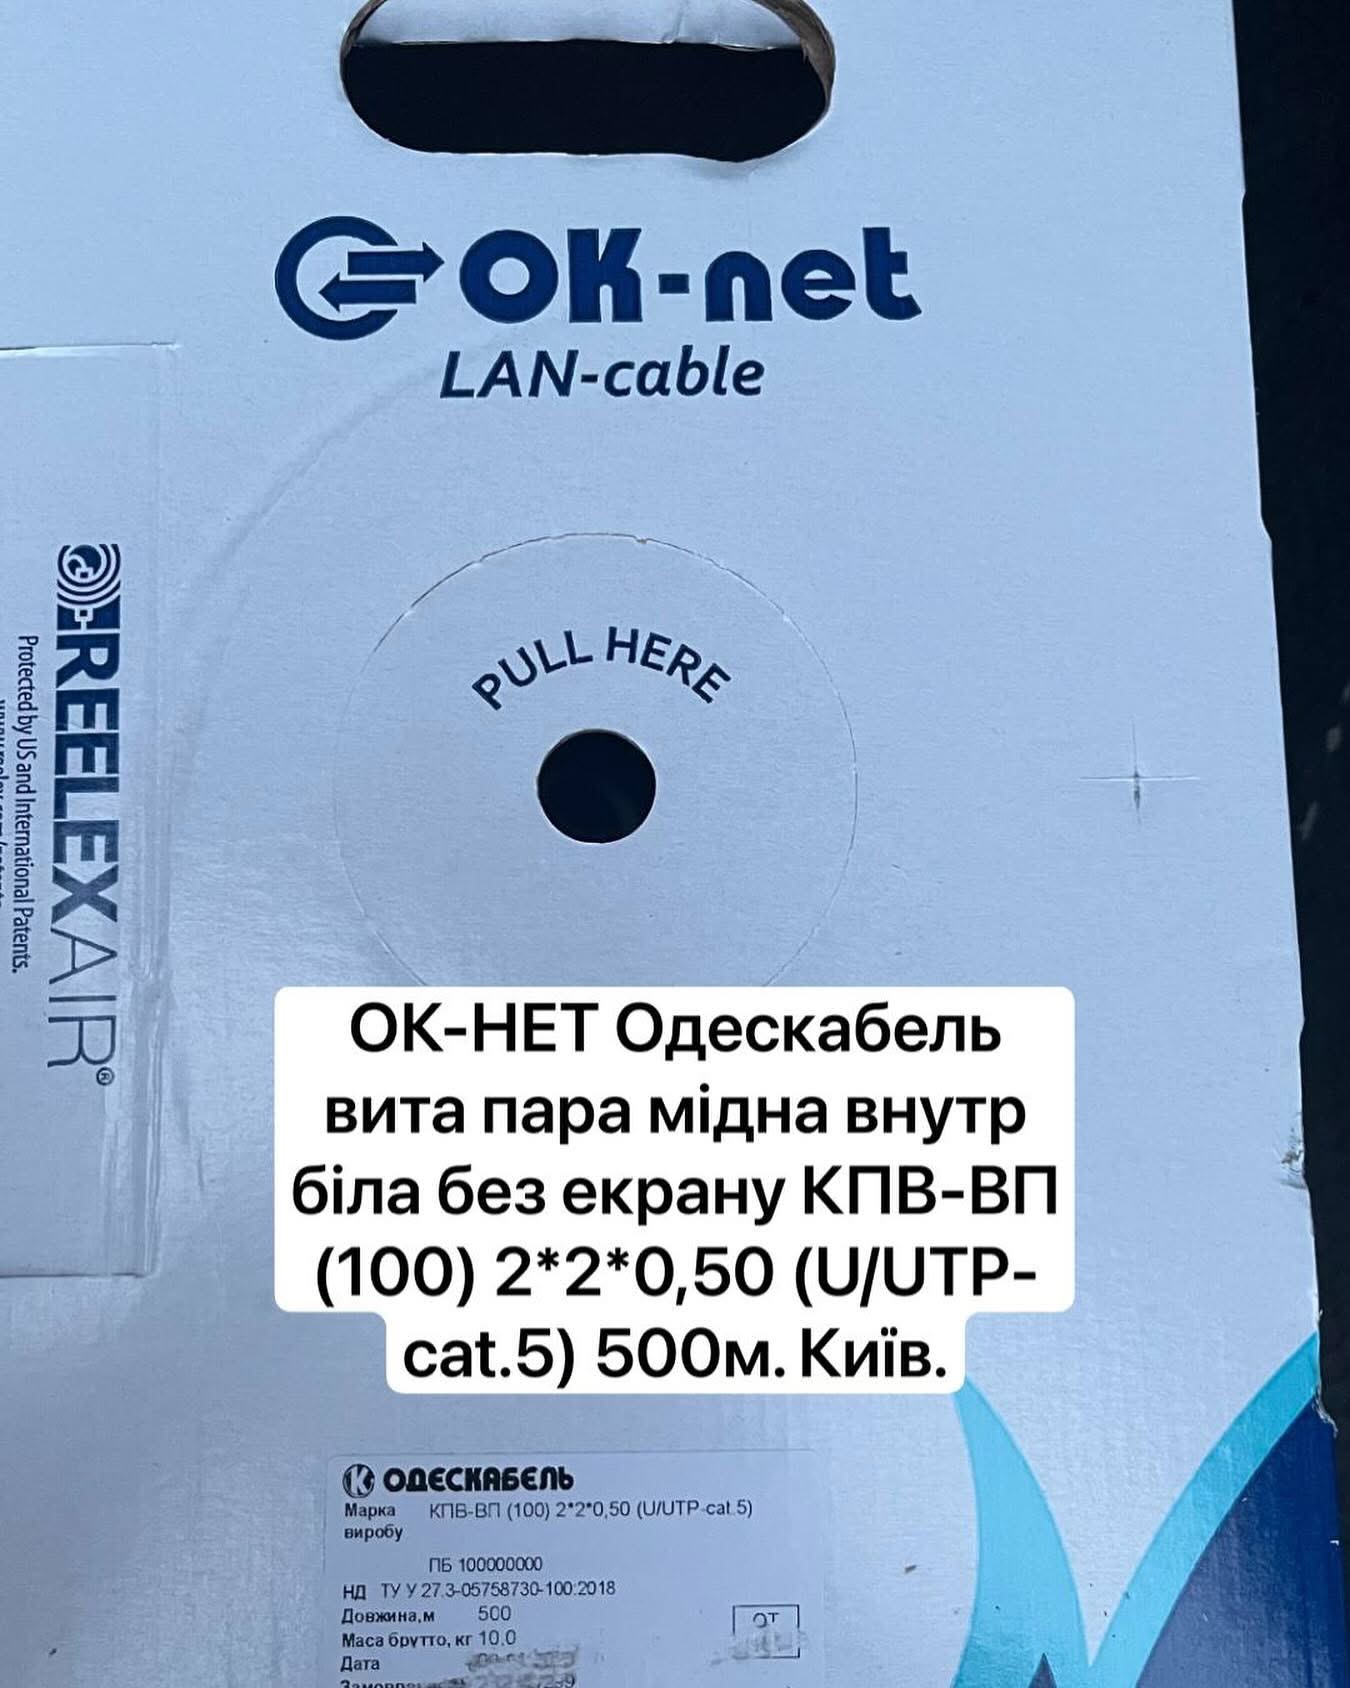 OK-net
LAN-cable
PULL HERE
REELEXAIR®
Protected by US and International Patents.
ОК-НЕТ Одескабель
вита пара мідна внутр
біла без екрану КПВ-ВП
(100) 2*2*0,50 (U/UTP-
cat.5) 500м. Київ.
ОДЕСКАБЕЛЬ
Марка КПВ-ВП (100) 2*2*0,50 (U/UTP-cat.5)
виробу
ПБ 100000000
НД ТУ У 27.3-05758730-100:2018
Довжина,м 500
Маса брутто, кг 10.0
Дата